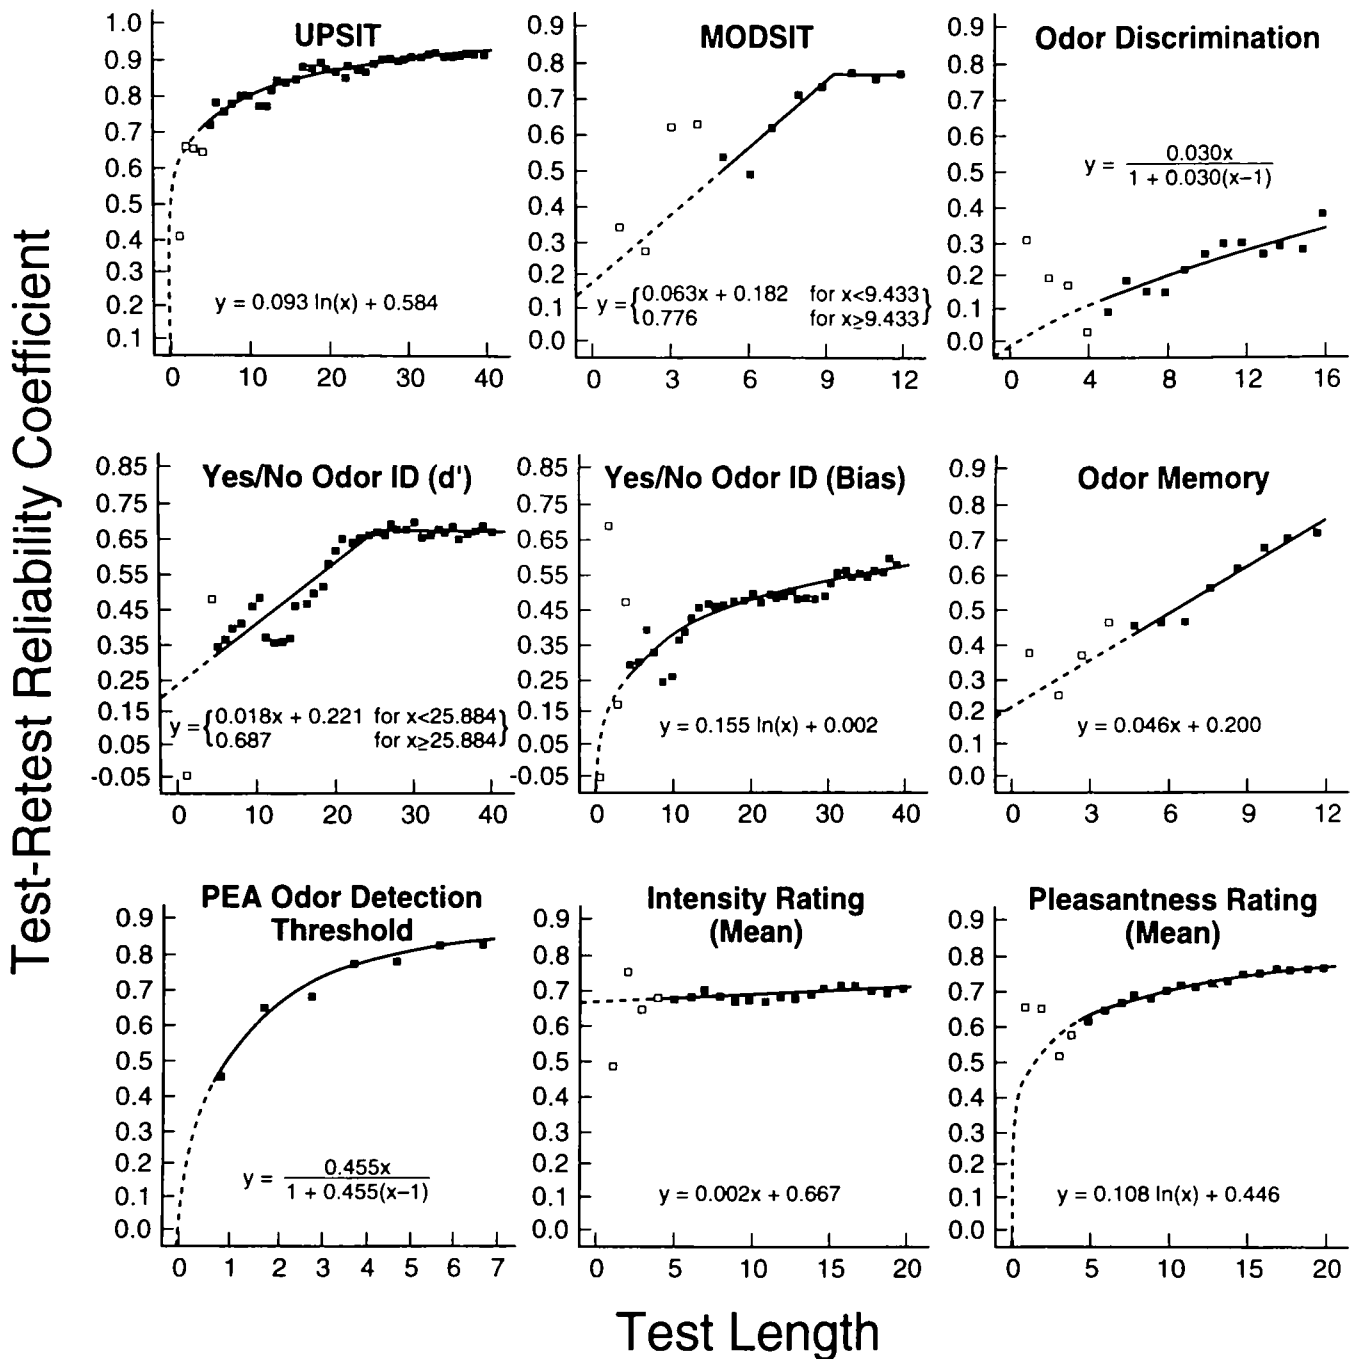 Test-Retest Reliability Coefficient
UPSIT
1.0
0.9
0.8
0.7
0.6
0.5
0.4
0.3
0.2
0.1
y = 0.093 ln(x) + 0.584
0 10 20 30 40
MODSIT
0.9
0.8
0.7
0.6
0.5
0.4
0.3
0.2
0.1
0.0
y = { 0.063x + 0.182 for x<9.433 }
0.776 for x≥9.433
0 3 6 9 12
Odor Discrimination
0.9
0.8
0.7
0.6
0.5
0.4
0.3
0.2
0.1
0.0
y = 0.030x
1 + 0.030(x−1)
0 4 8 12 16
Yes/No Odor ID (d')
0.85
0.75
0.65
0.55
0.45
0.35
0.25
0.15
0.05
-0.05
y = { 0.018x + 0.221 for x<25.884 }
0.687 for x≥25.884
0 10 20 30 40
Yes/No Odor ID (Bias)
0.85
0.75
0.65
0.55
0.45
0.35
0.25
0.15
0.05
-0.05
y = 0.155 ln(x) + 0.002
0 10 20 30 40
Odor Memory
0.9
0.8
0.7
0.6
0.5
0.4
0.3
0.2
0.1
0.0
y = 0.046x + 0.200
0 3 6 9 12
PEA Odor Detection
Threshold
0.9
0.8
0.7
0.6
0.5
0.4
0.3
0.2
0.1
0.0
y = 0.455x
1 + 0.455(x−1)
0 1 2 3 4 5 6 7
Intensity Rating
(Mean)
0.9
0.8
0.7
0.6
0.5
0.4
0.3
0.2
0.1
0.0
y = 0.002x + 0.667
0 5 10 15 20
Pleasantness Rating
(Mean)
0.9
0.8
0.7
0.6
0.5
0.4
0.3
0.2
0.1
0.0
y = 0.108 ln(x) + 0.446
0 5 10 15 20
Test Length